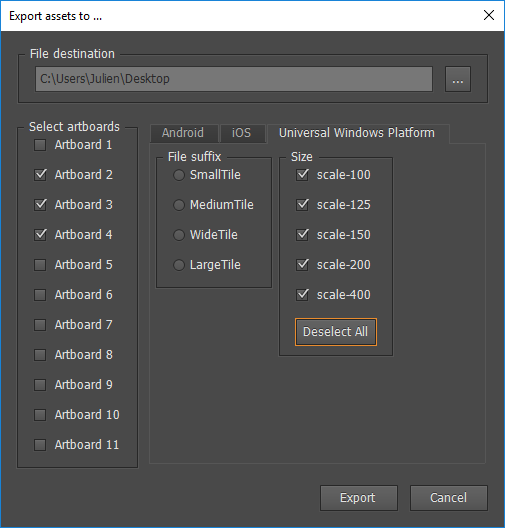 Export assets to ...
File destination
C:\Users\Julien\Desktop
...
Select artboards
Artboard 1
Artboard 2
Artboard 3
Artboard 4
Artboard 5
Artboard 6
Artboard 7
Artboard 8
Artboard 9
Artboard 10
Artboard 11
Android
iOS
Universal Windows Platform
File suffix
SmallTile
MediumTile
WideTile
LargeTile
Size
scale-100
scale-125
scale-150
scale-200
scale-400
Deselect All
Export
Cancel